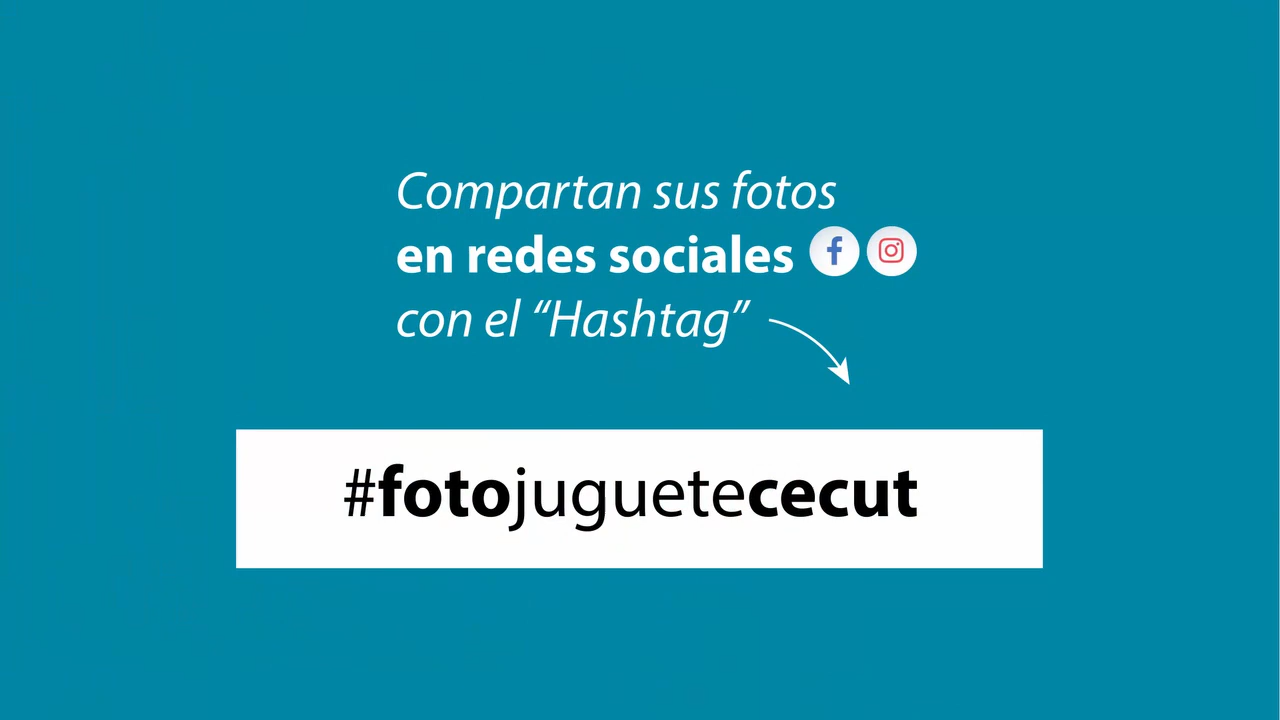 Compartan sus fotos
en redes sociales
con el “Hashtag”
#fotojuguetececut